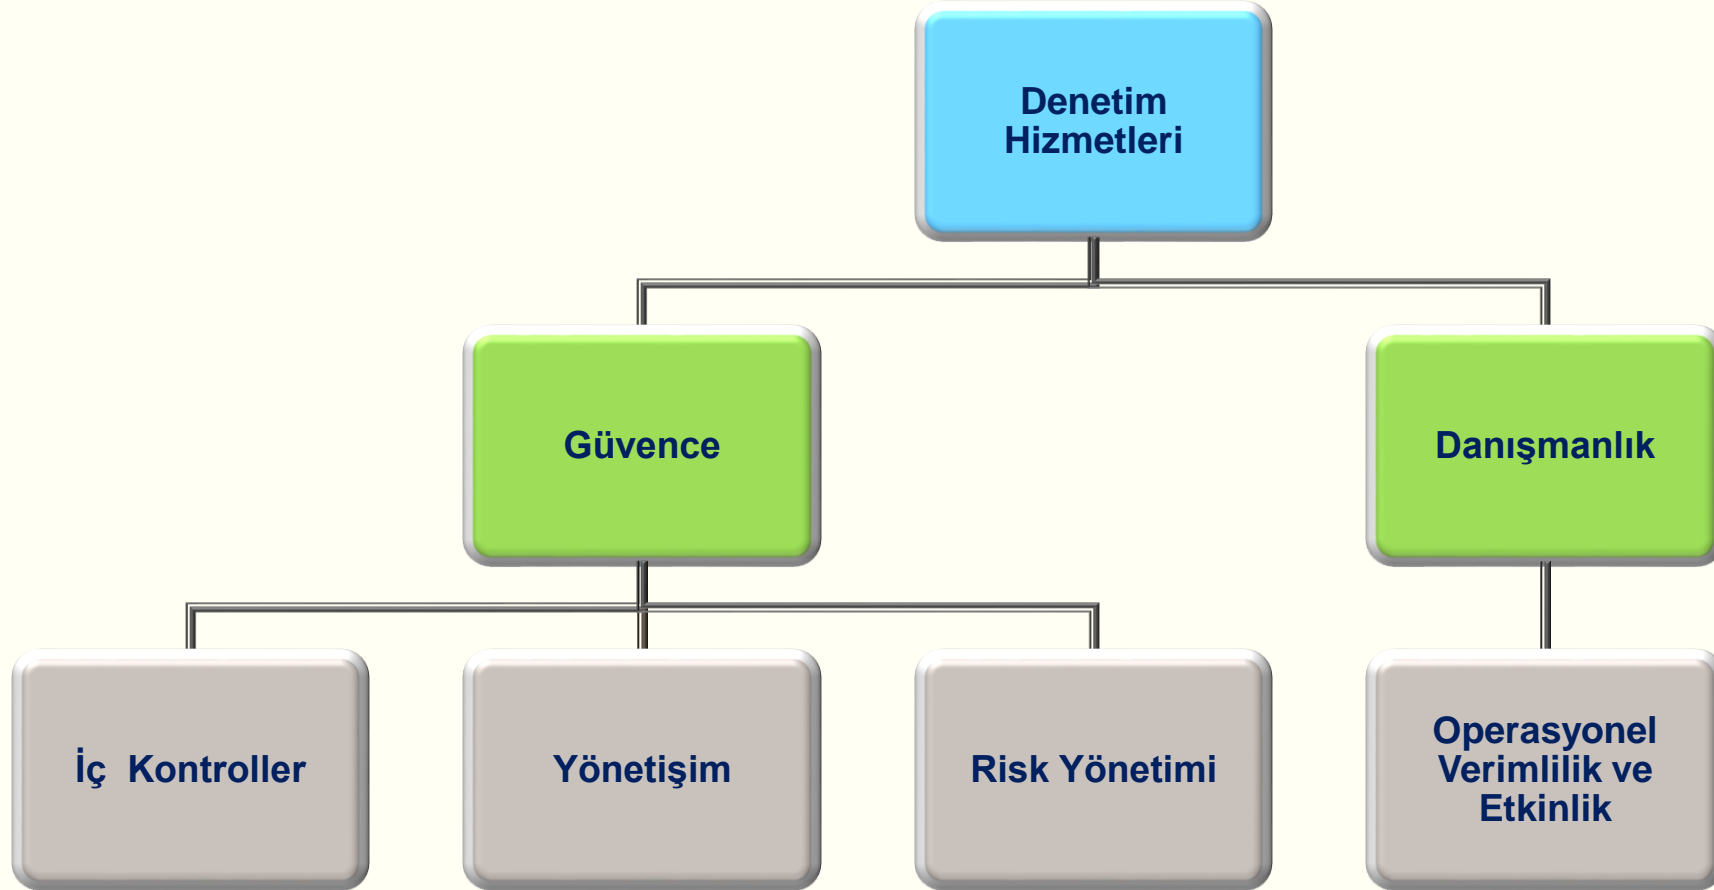 Denetim
Hizmetleri
Güvence
Danışmanlık
İç  Kontroller
Yönetişim
Risk Yönetimi
Operasyonel
Verimlilik ve
Etkinlik